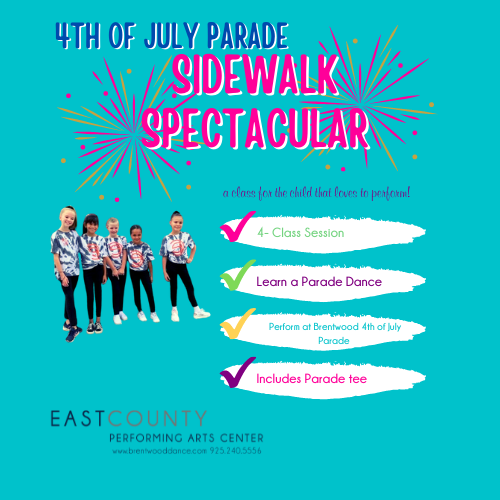 4TH OF JULY PARADE
SIDEWALK
SPECTACULAR
a class for the child that loves to perform!
4- Class Session
Learn a Parade Dance
Perform at Brentwood 4th of July
Parade
Includes Parade tee
EASTCOUNTY
PERFORMING ARTS CENTER
www.brentwooddance.com 925.240.5556